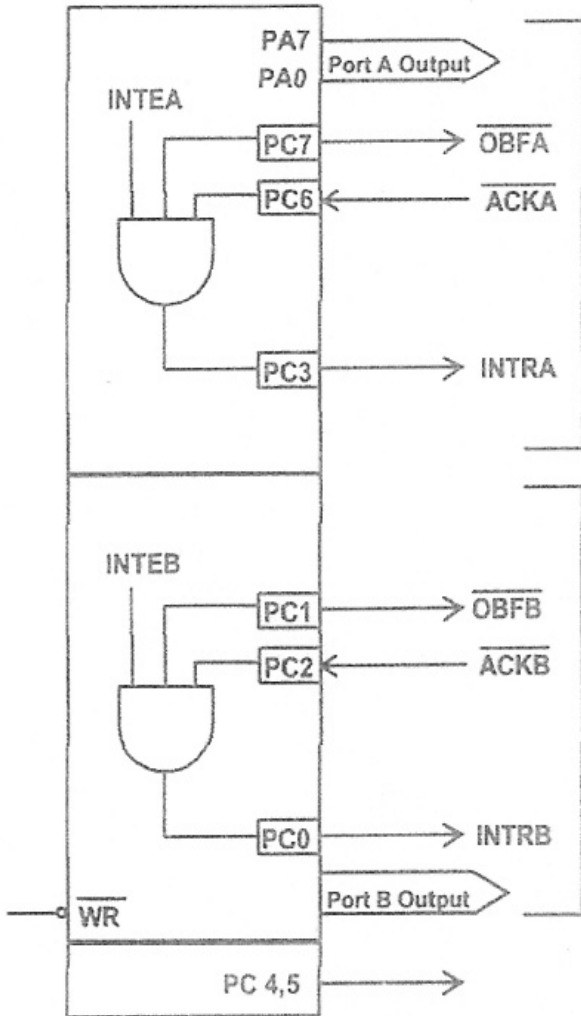 PA7
PA0
Port A Output
INTEA
PC7
OBFA
PC6
ACKA
PC3
INTRA
INTEB
PC1
OBFB
PC2
ACKB
PC0
INTRB
Port B Output
WR
PC 4,5